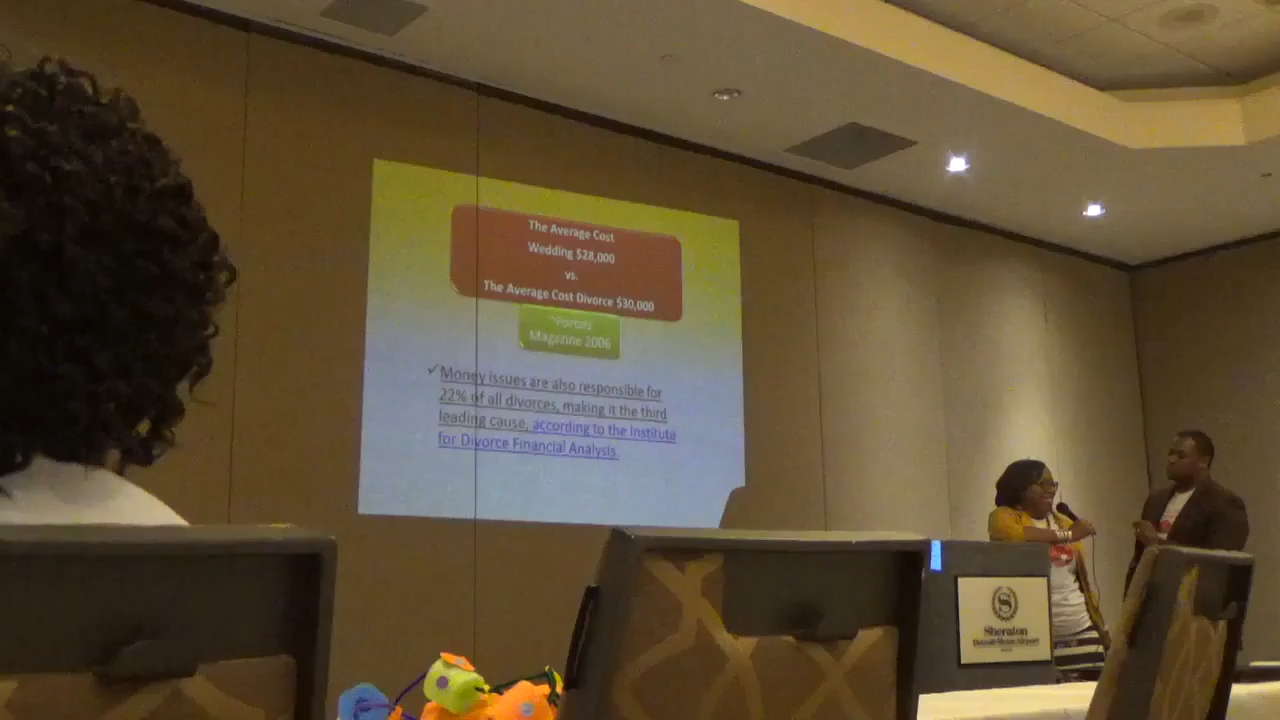 The Average Cost
Wedding $28,000
vs.
The Average Cost Divorce $30,000
Magazine 2006
✓Money issues are also responsible for
22% of all divorces, making it the third
leading cause, according to the Institute
for Divorce Financial Analysis.
S
Sheraton